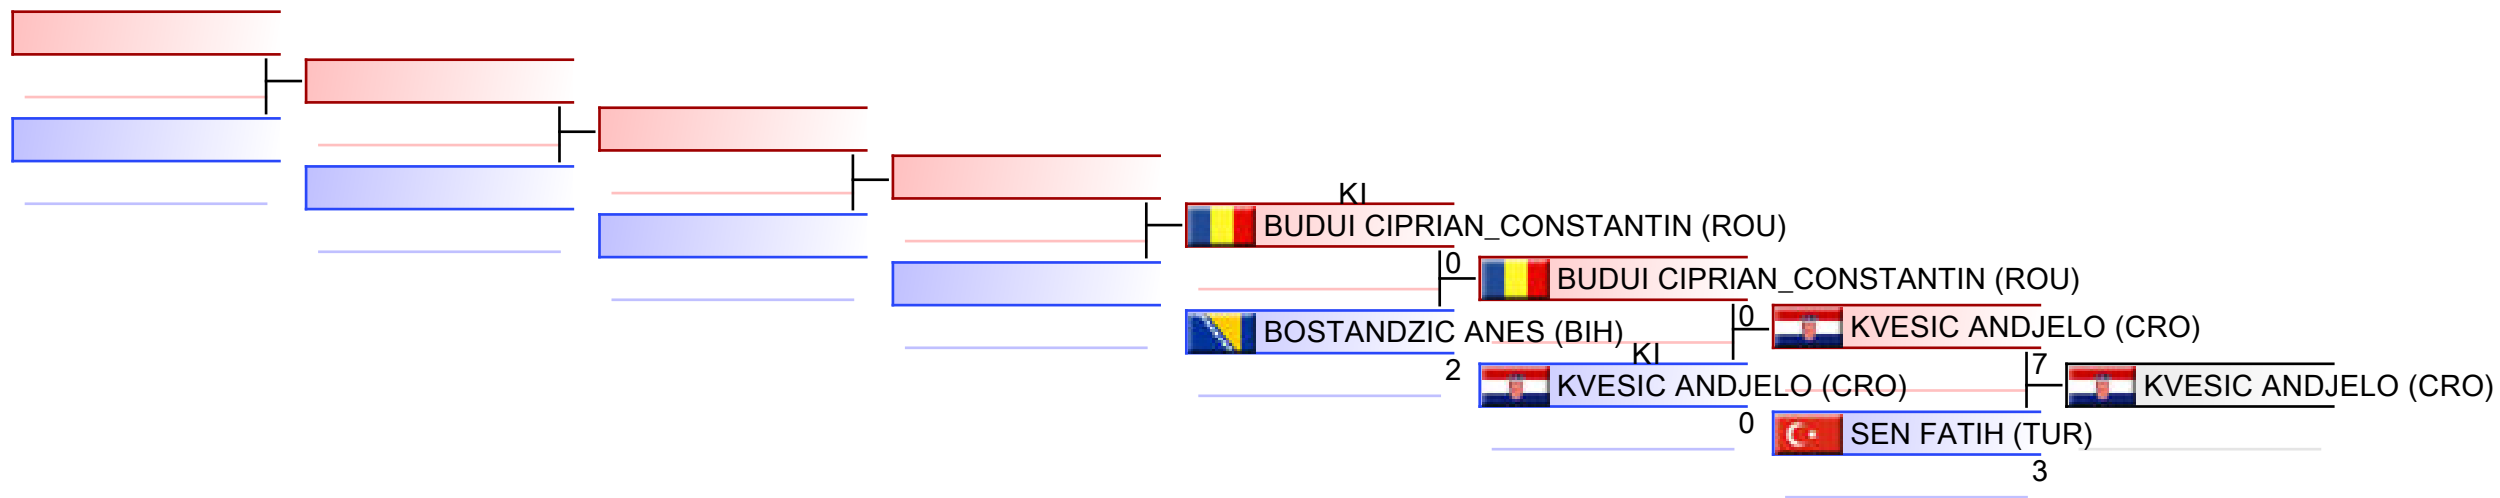 KI
BUDUI CIPRIAN_CONSTANTIN (ROU)
0
BUDUI CIPRIAN_CONSTANTIN (ROU)
0
KVESIC ANDJELO (CRO)
BOSTANDZIC ANES (BIH)
2
KI
7
KVESIC ANDJELO (CRO)
KVESIC ANDJELO (CRO)
0
SEN FATIH (TUR)
3